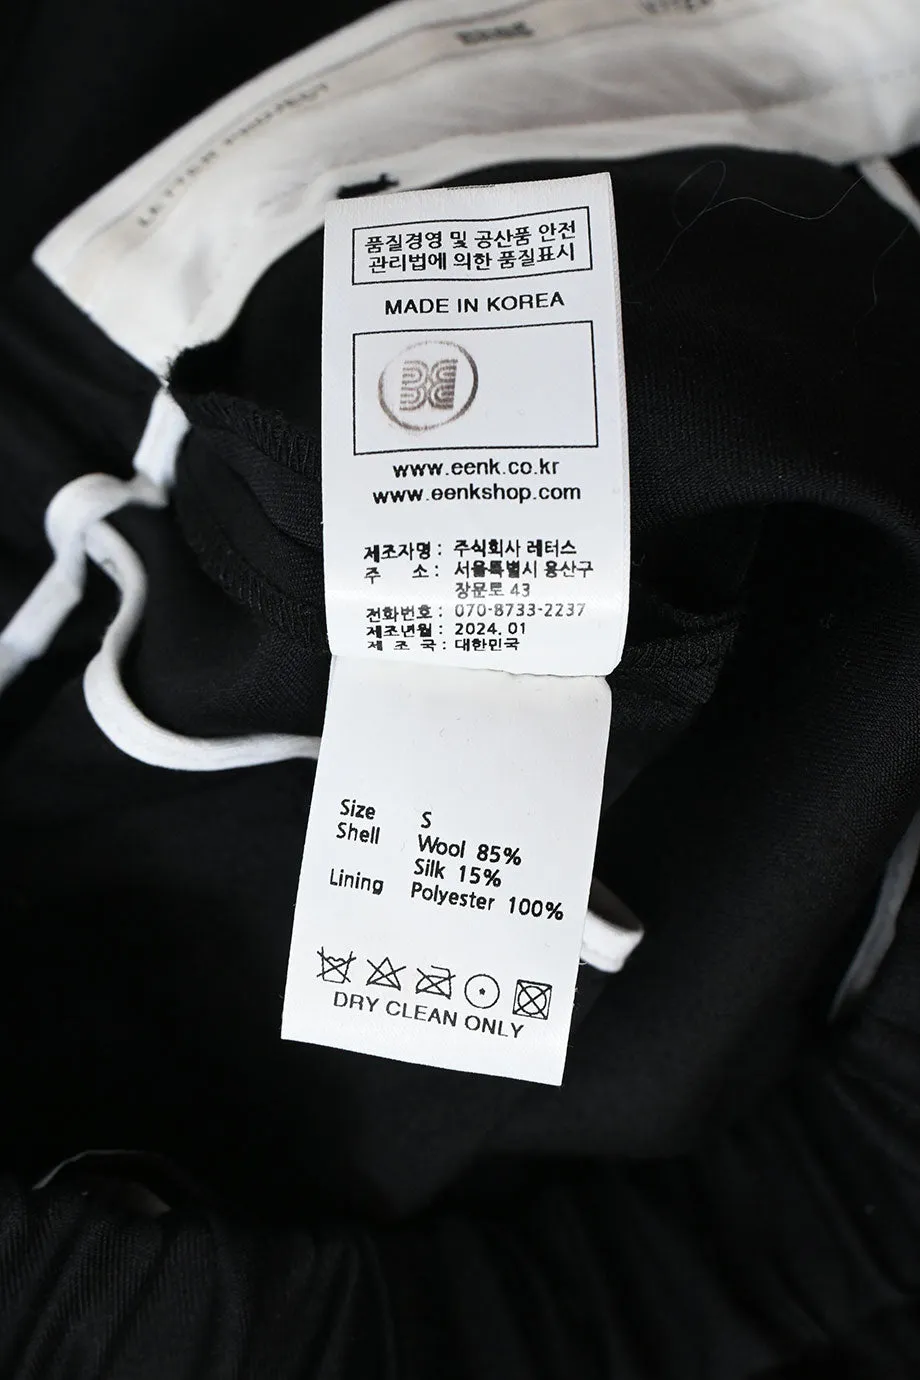 LETTER PROJECT
품질경영 및 공산품 안전
관리법에 의한 품질표시
MADE IN KOREA
www.eenk.co.kr
www.eenkshop.com
제조자명 : 주식회사 레터스
주 소 : 서울특별시 용산구
장문로 43
전화번호 : 070-8733-2237
제조년월 : 2024. 01
제 조 국 : 대한민국
Size S
Shell Wool 85%
Silk 15%
Lining Polyester 100%
DRY CLEAN ONLY